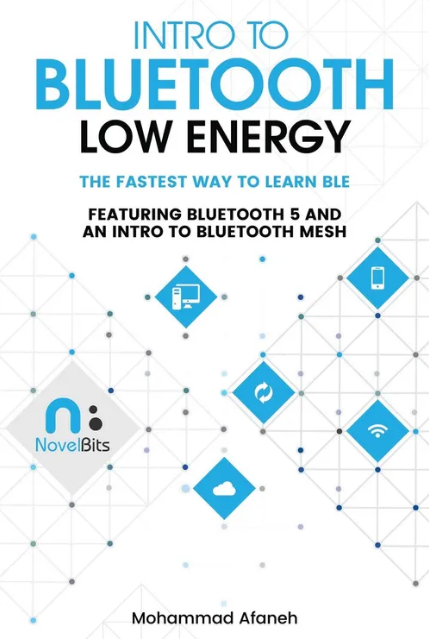 INTRO TO
BLUETOOTH
LOW ENERGY
THE FASTEST WAY TO LEARN BLE
FEATURING BLUETOOTH 5 AND
AN INTRO TO BLUETOOTH MESH
NovelBits
Mohammad Afaneh